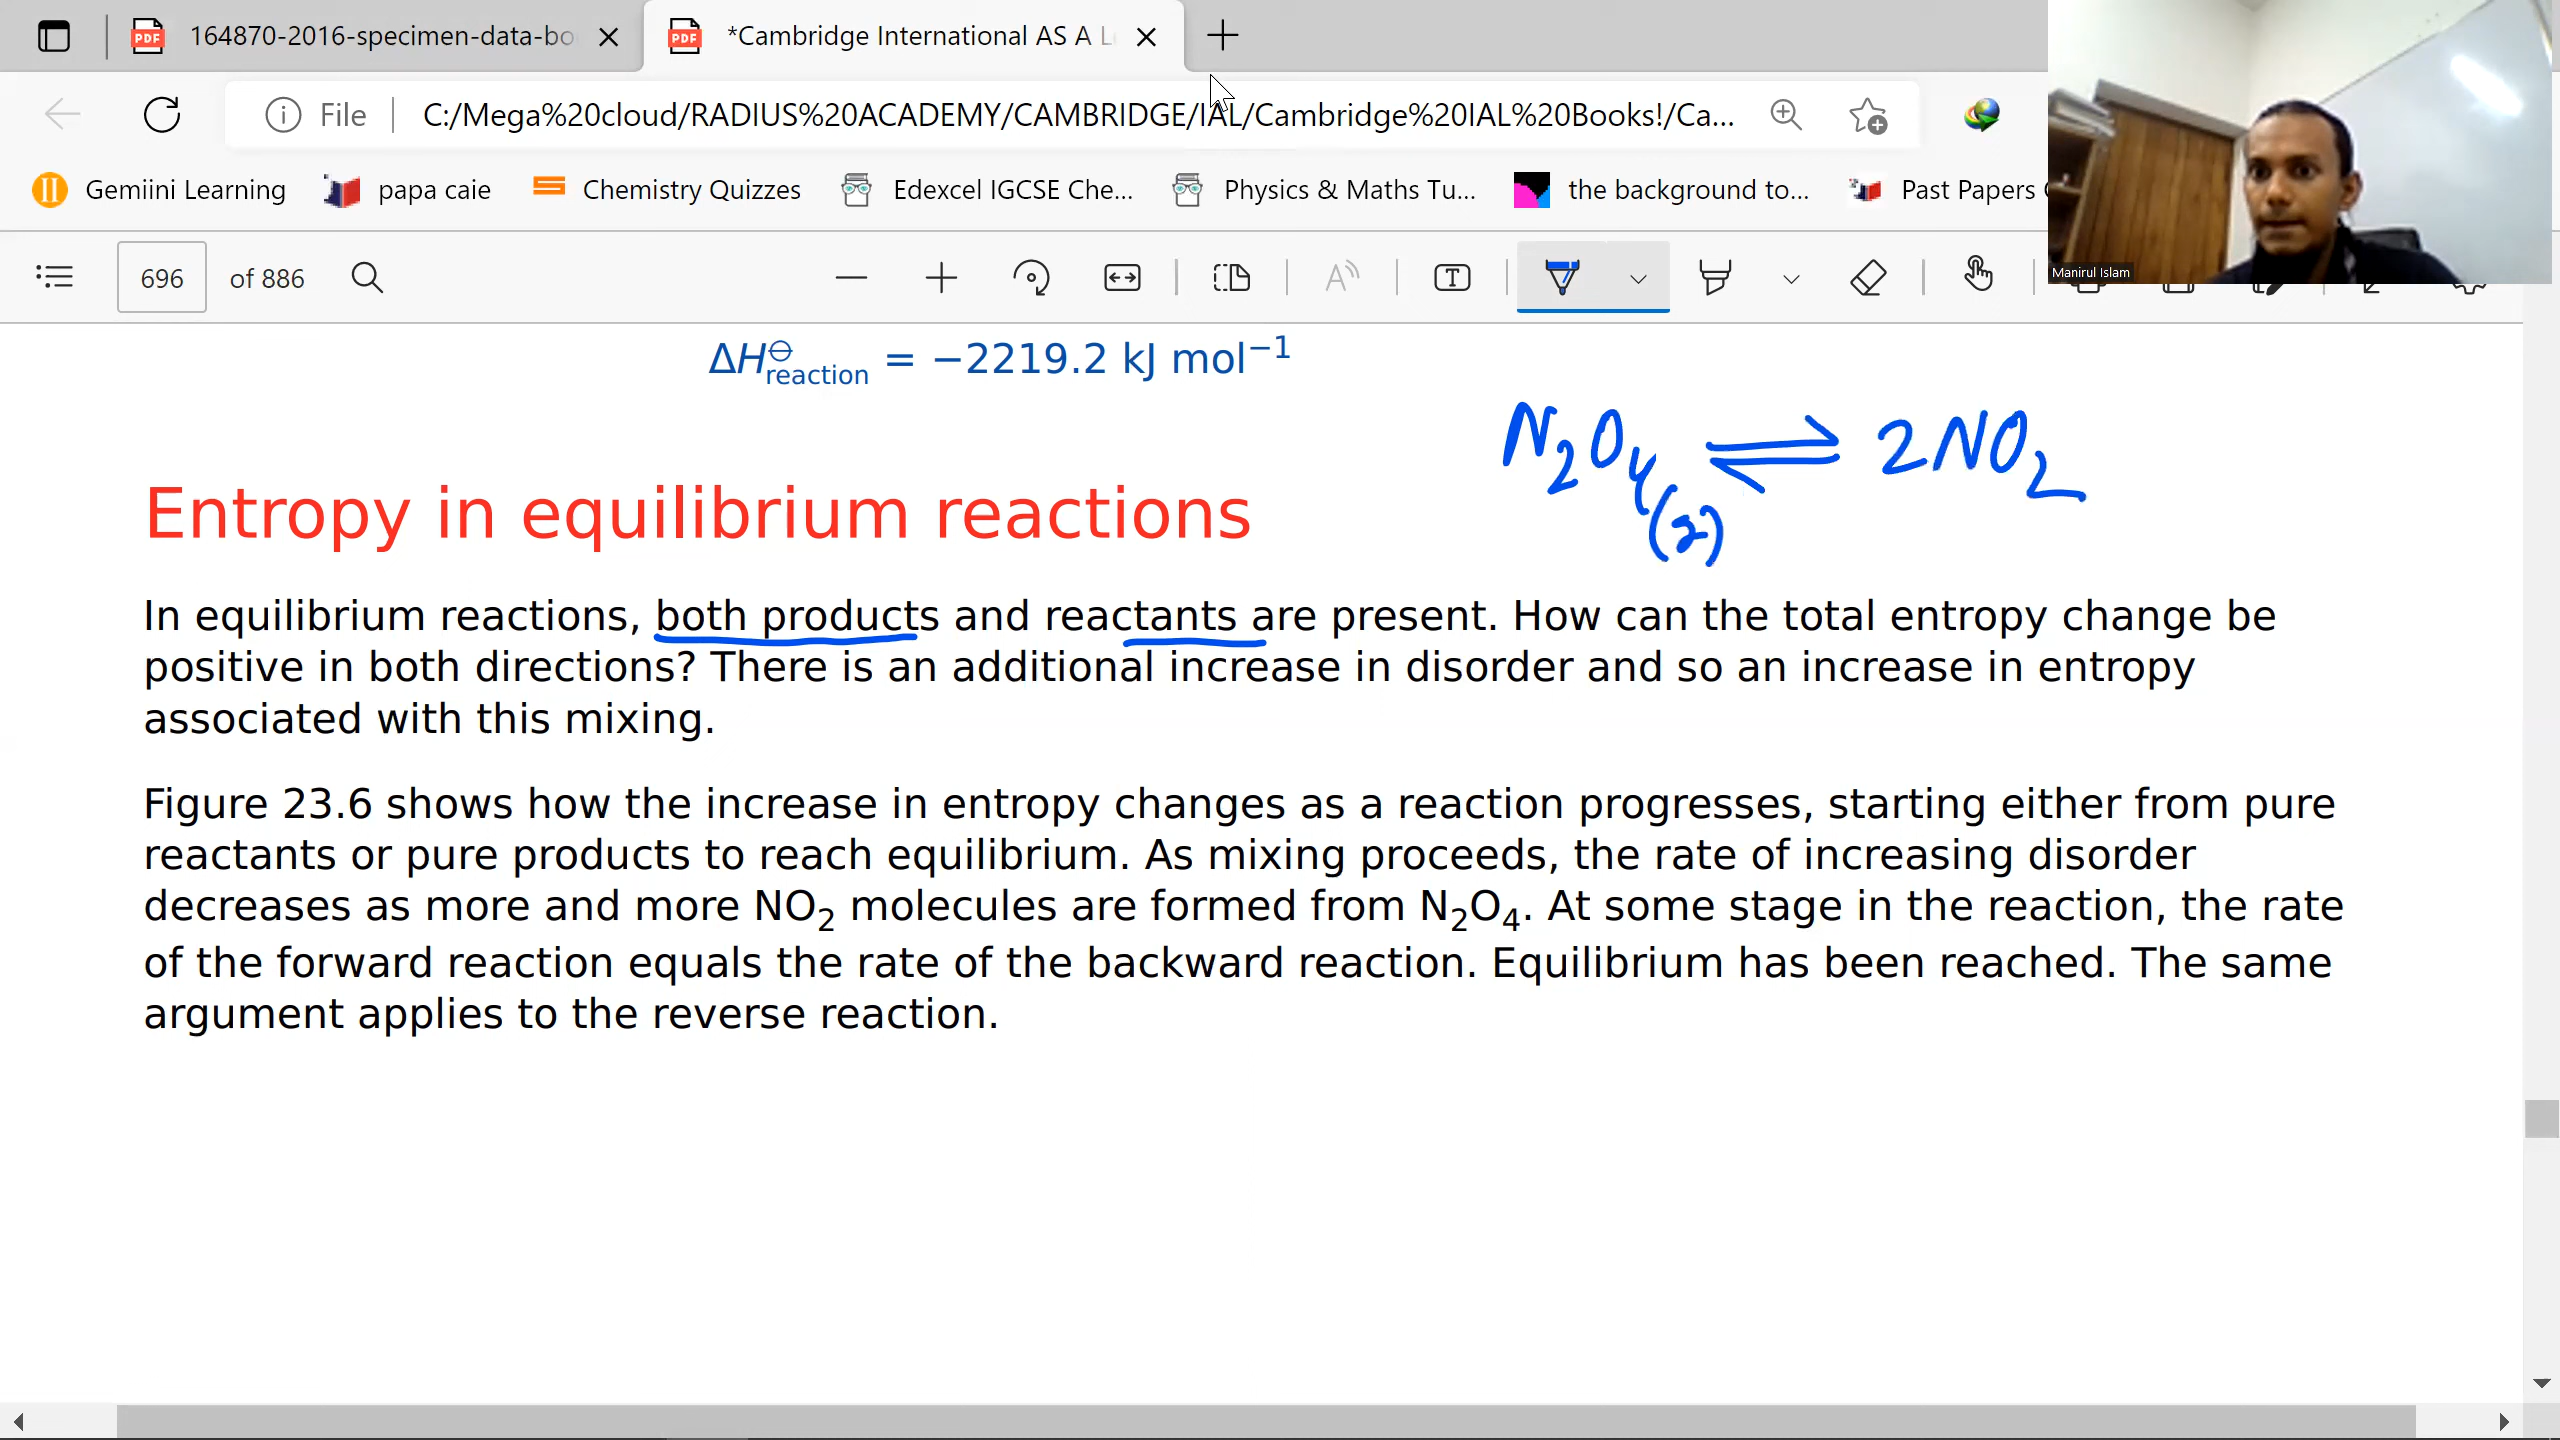 164870-2016-specimen-data-bo
*Cambridge International AS A L
File
C:/Mega%20cloud/RADIUS%20ACADEMY/CAMBRIDGE/IAL/Cambridge%20IAL%20Books!/Ca...
Gemiini Learning
papa caie
Chemistry Quizzes
Edexcel IGCSE Che...
Physics & Maths Tu...
the background to...
Past Papers
Manirul Islam
696 of 886
ΔH⦵reaction = −2219.2 kJ mol⁻¹
N₂O₄ ⇌ 2NO₂
Entropy in equilibrium reactions
In equilibrium reactions, both products and reactants are present. How can the total entropy change be
positive in both directions? There is an additional increase in disorder and so an increase in entropy
associated with this mixing.
Figure 23.6 shows how the increase in entropy changes as a reaction progresses, starting either from pure
reactants or pure products to reach equilibrium. As mixing proceeds, the rate of increasing disorder
decreases as more and more NO₂ molecules are formed from N₂O₄. At some stage in the reaction, the rate
of the forward reaction equals the rate of the backward reaction. Equilibrium has been reached. The same
argument applies to the reverse reaction.